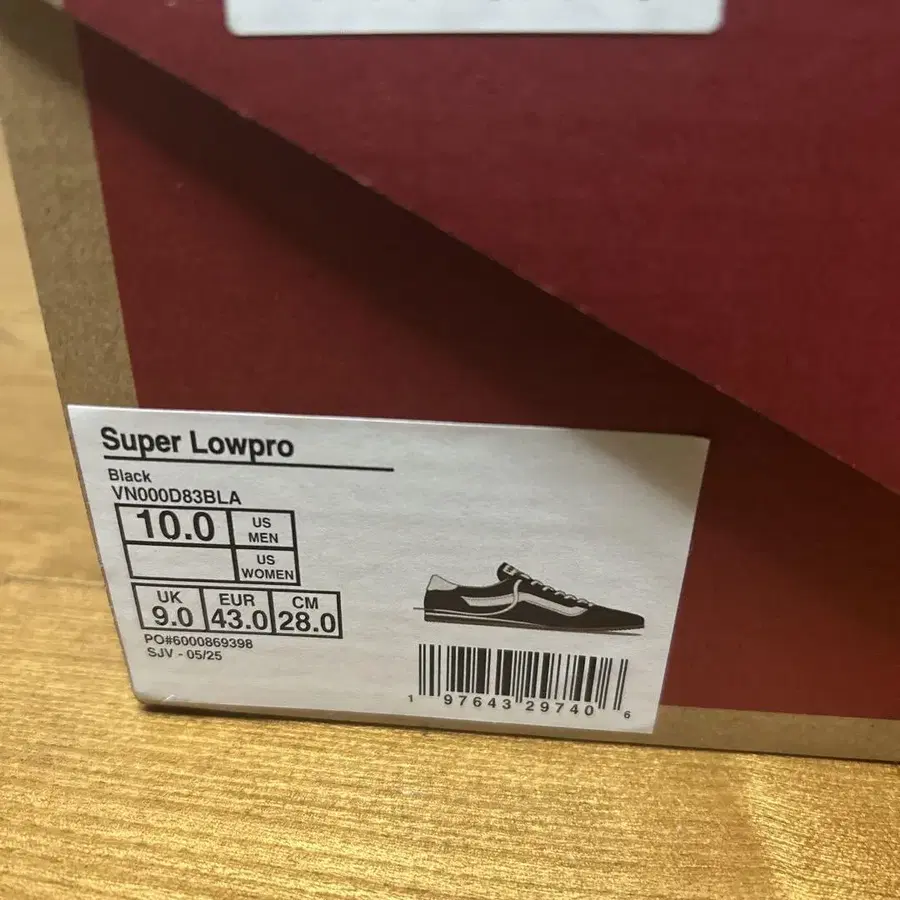 Super Lowpro
Black
VN000D83BLA
10.0 US MEN
US WOMEN
UK EUR CM
9.0 43.0 28.0
PO#6000869398
SJV - 05/25
1 97643 29740 6